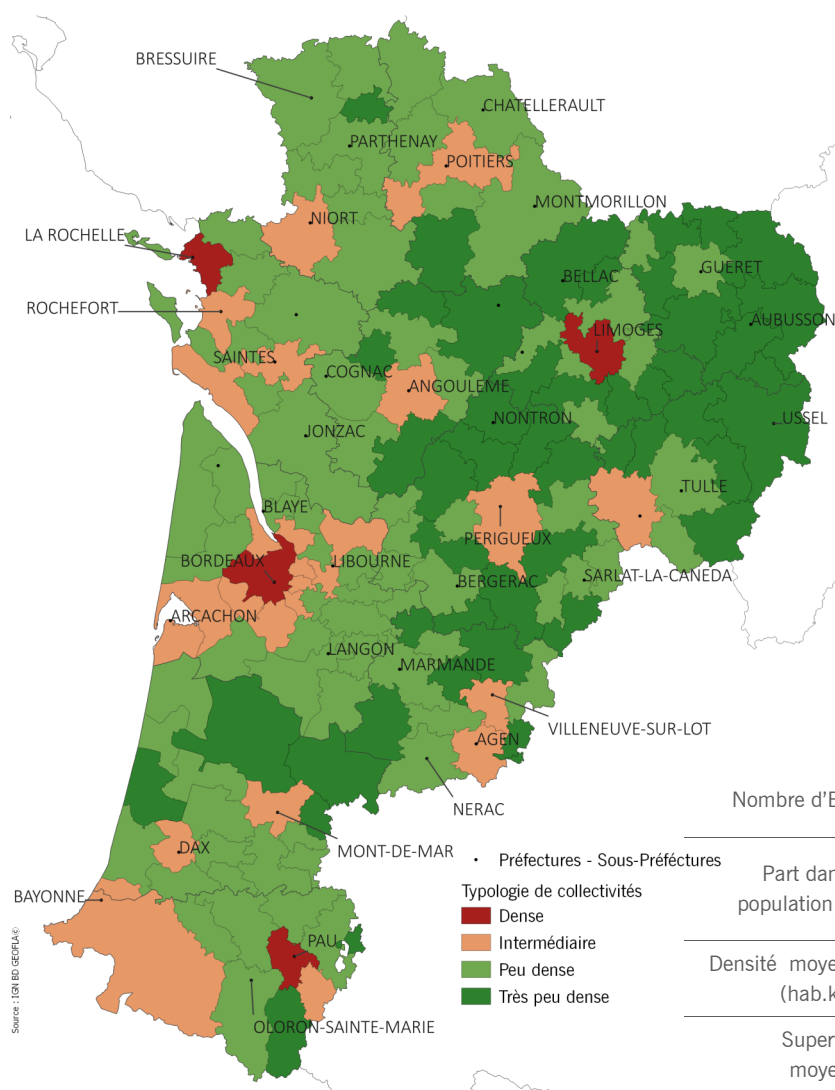 BRESSUIRE
CHATELLERAULT
PARTHENAY
POITIERS
MONTMORILLON
NIORT
LA ROCHELLE
BELLAC
GUERET
ROCHEFORT
AUBUSSON
LIMOGES
SAINTES
COGNAC
ANGOULEME
NONTRON
USSEL
JONZAC
TULLE
BLAYE
PERIGUEUX
BORDEAUX
LIBOURNE
BERGERAC
SARLAT-LA-CANEDA
ARCACHON
LANGON
MARMANDE
VILLENEUVE-SUR-LOT
AGEN
NERAC
DAX
MONT-DE-MAR
BAYONNE
PAU
OLORON-SAINTE-MARIE
Préfectures - Sous-Préféctures
Typologie de collectivités
Dense
Intermédiaire
Peu dense
Très peu dense
Nombre d'E
Part dan
population
Densité moye
(hab.k
Super
moye
Source : IGN BD GEOFLA©